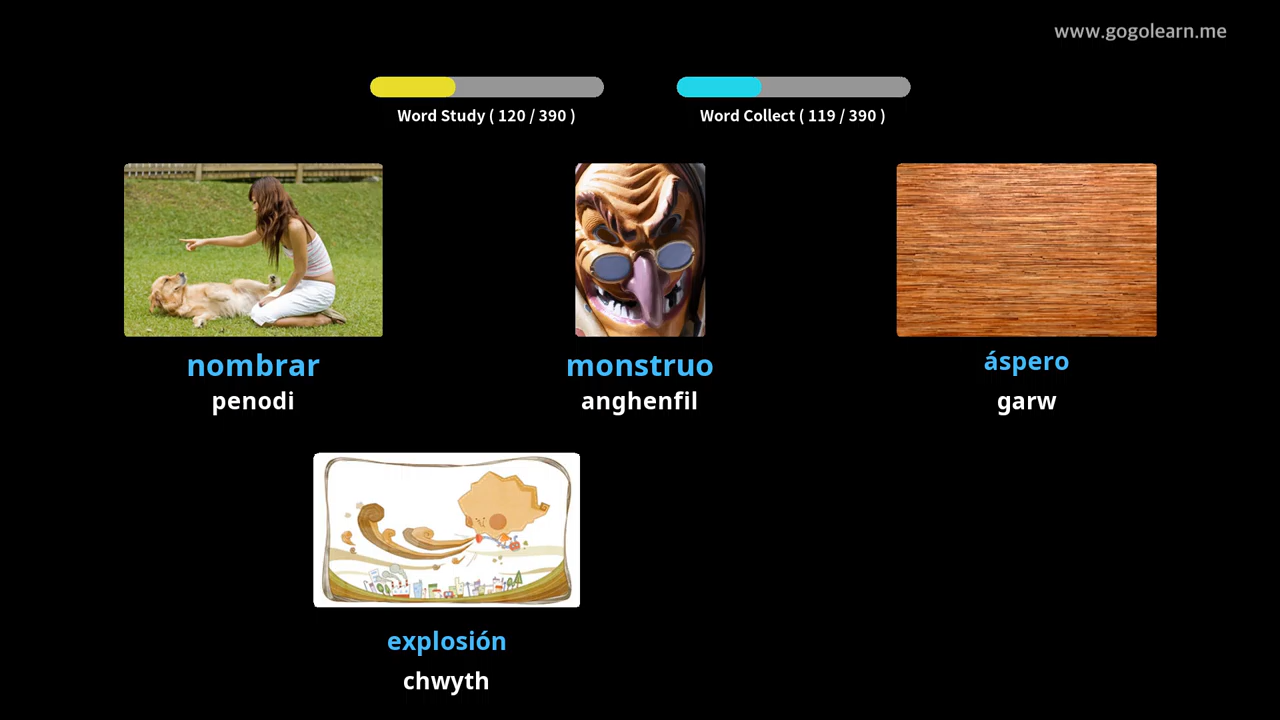 www.gogolearn.me
Word Study ( 120 / 390 )
Word Collect ( 119 / 390 )
nombrar
penodi
monstruo
anghenfil
áspero
garw
explosión
chwyth